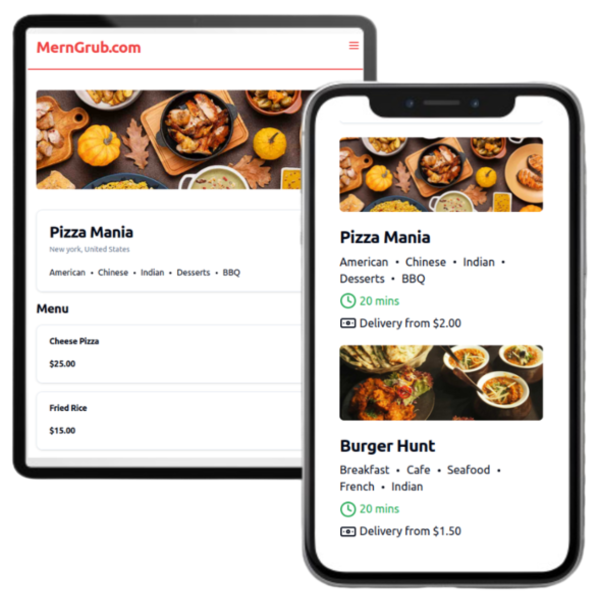 MernGrub.com
Pizza Mania
New york, United States
American • Chinese • Indian • Desserts • BBQ
Menu
Cheese Pizza
$25.00
Fried Rice
$15.00
Pizza Mania
American • Chinese • Indian •
Desserts • BBQ
20 mins
Delivery from $2.00
Burger Hunt
Breakfast • Cafe • Seafood •
French • Indian
20 mins
Delivery from $1.50